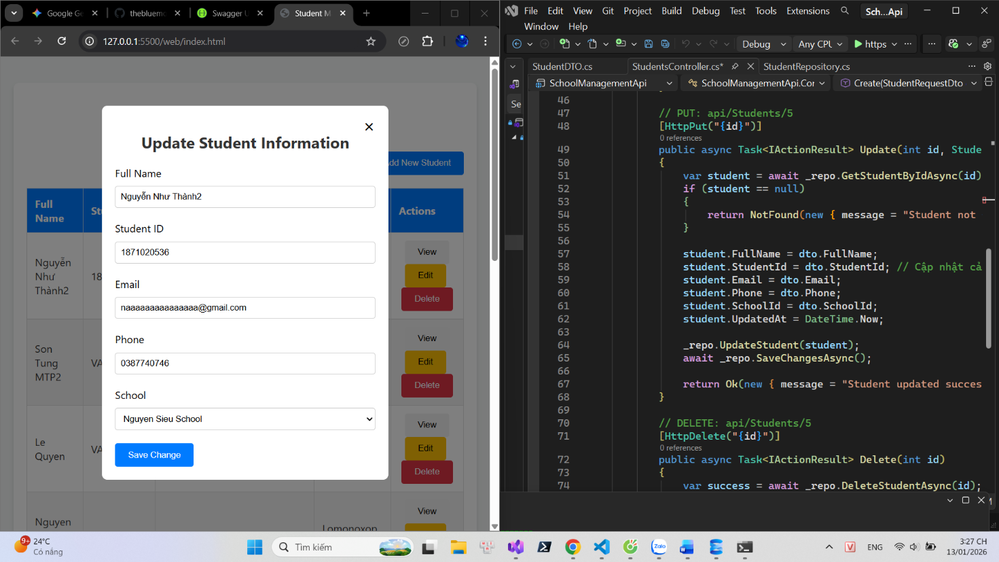 Google Ge
thebluem
Swagger U
Student M
127.0.0.1:5500/web/index.html
Update Student Information
Full Name
Nguyễn Như Thành2
Student ID
1871020536
Email
naaaaaaaaaaaaaaa@gmail.com
Phone
0387740746
School
Nguyen Sieu School
Save Change
dd New Student
Full Name
St
Actions
Nguyễn Như Thành2
18
View
Edit
Delete
Son Tung MTP2
VA
View
Edit
Delete
Le Quyen
VA
View
Edit
Delete
Nguyen
Lomonoxop
View
File Edit View Git Project Build Debug Test Tools Extensions
Sch...Api
Window Help
Debug
Any CPU
https
StudentDTO.cs
StudentsController.cs*
StudentRepository.cs
SchoolManagementApi
SchoolManagementApi.Cor
Create(StudentRequestDto
Se
46
47 // PUT: api/Students/5
48 [HttpPut("{id}")]
0 references
49 public async Task<IActionResult> Update(int id, Stude
50 {
51 var student = await _repo.GetStudentByIdAsync(id)
52 if (student == null)
53 {
54 return NotFound(new { message = "Student not
55 }
56
57 student.FullName = dto.FullName;
58 student.StudentId = dto.StudentId; // Cập nhật cả
59 student.Email = dto.Email;
60 student.Phone = dto.Phone;
61 student.SchoolId = dto.SchoolId;
62 student.UpdatedAt = DateTime.Now;
63
64 _repo.UpdateStudent(student);
65 await _repo.SaveChangesAsync();
66
67 return Ok(new { message = "Student updated succes
68 }
69
70 // DELETE: api/Students/5
71 [HttpDelete("{id}")]
0 references
72 public async Task<IActionResult> Delete(int id)
73 {
74 var success = await _repo.DeleteStudentAsync(id);
9+
24°C
Có nắng
Tìm kiếm
Zalo
ENG
3:27 CH
13/01/2026